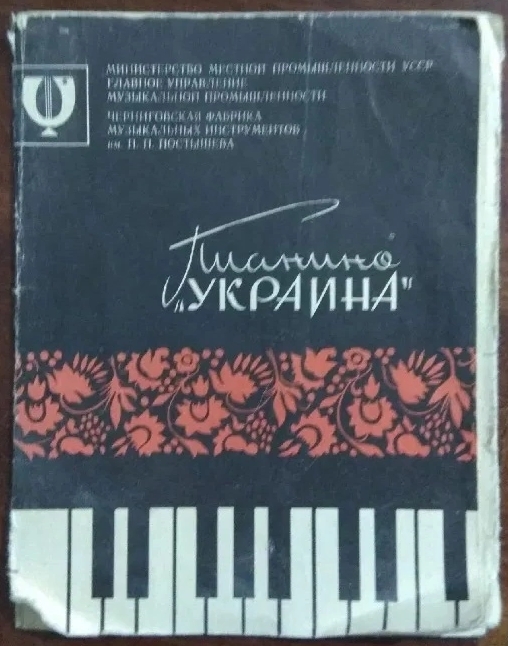 МИНИСТЕРСТВО МЕСТНОЙ ПРОМЫШЛЕННОСТИ УССР
ГЛАВНОЕ УПРАВЛЕНИЕ
МУЗЫКАЛЬНОЙ ПРОМЫШЛЕННОСТИ
ЧЕРНИГОВСКАЯ ФАБРИКА
МУЗЫКАЛЬНЫХ ИНСТРУМЕНТОВ
им. П. П. ПОСТЫШЕВА
Пианино
„УКРАИНА"